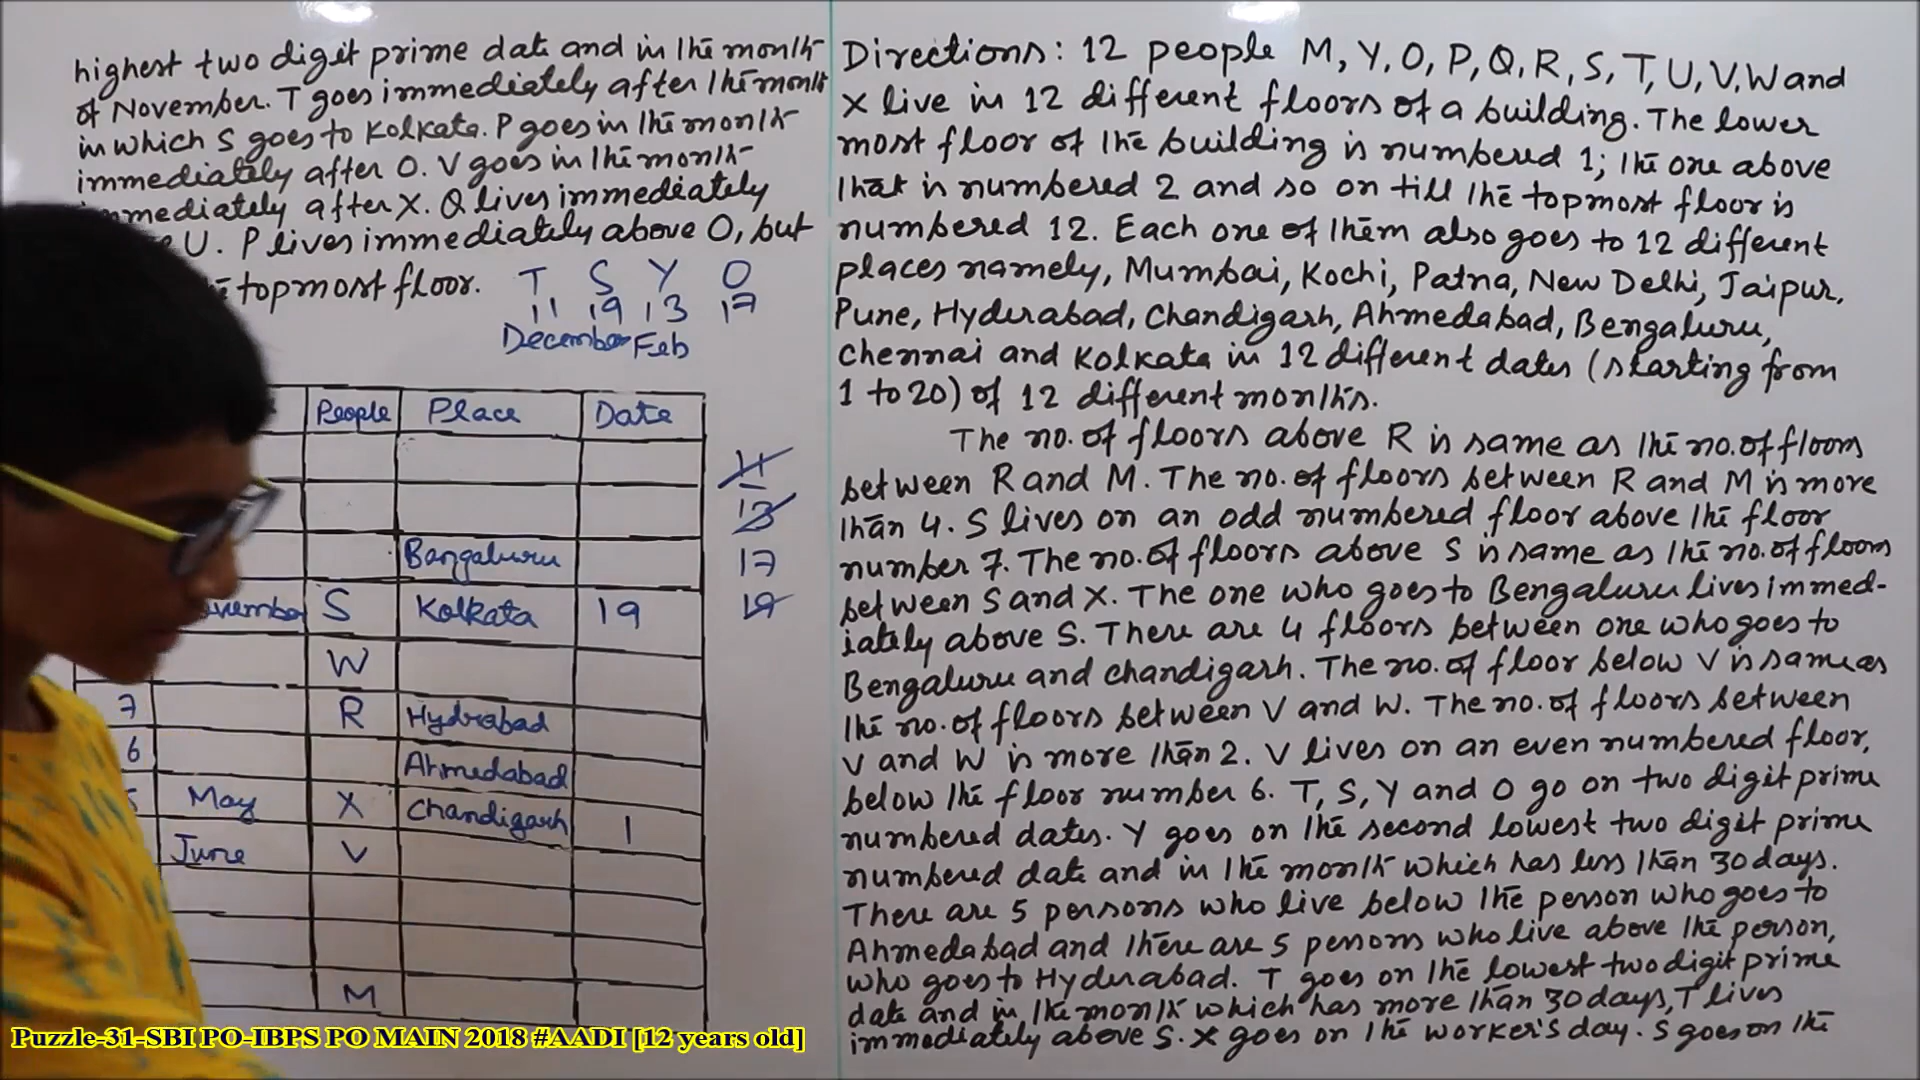 Directions: 12 people M, Y, O, P, Q, R, S, T, U, V, W and
X live in 12 different floors of a building. The lower
most floor of the building is numbered 1; the one above
that is numbered 2 and so on till the topmost floor is
numbered 12. Each one of them also goes to 12 different
places namely, Mumbai, Kochi, Patna, New Delhi, Jaipur,
Pune, Hyderabad, Chandigarh, Ahmedabad, Bengaluru,
Chennai and Kolkata in 12 different dates (starting from
1 to 20) of 12 different months.
The no. of floors above R is same as the no. of floors
between R and M. The no. of floors between R and M is more
than 4. S lives on an odd numbered floor above the floor
number 7. The no. of floors above S is same as the no. of floors
between S and X. The one who goes to Bengaluru lives immed-
iately above S. There are 4 floors between one who goes to
Bengaluru and Chandigarh. The no. of floor below V is same as
the no. of floors between V and W. The no. of floors between
V and W is more than 2. V lives on an even numbered floor,
below the floor number 6. T, S, Y and O go on two digit prime
numbered dates. Y goes on the second lowest two digit prime
numbered date and in the month which has less than 30 days.
There are 5 persons who live below the person who goes to
Ahmedabad and there are 5 persons who live above the person,
who goes to Hyderabad. T goes on the lowest two digit prime
date and in the month which has more than 30 days, T lives
immediately above S. X goes on the worker's day. S goes on the
highest two digit prime date and in the month
of November. T goes immediately after the month
in which S goes to Kolkata. P goes in the month
immediately after O. V goes in the month
immediately after X. Q lives immediately
U. P lives immediately above O, but
topmost floor.
T S Y O
11 19 13 17
December Feb
People Place Date
Bangaluru
S Kolkata 19
W
7 R Hydrabad
6 Ahmedabad
May X Chandigarh 1
June V
M
11
13
17
19
Puzzle-31-SBI PO-IBPS PO MAIN 2018 #AADI [12 years old]